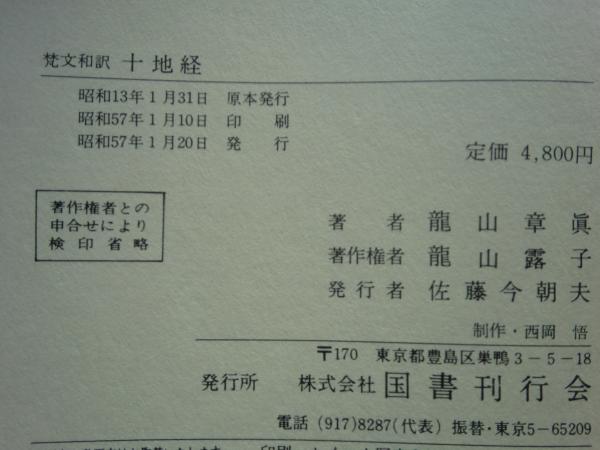 梵文和訳 十地経
昭和13年1月31日 原本発行
昭和57年1月10日 印刷
昭和57年1月20日 発行
定価 4,800円
著作権者との
申合せにより
検印省略
著者 龍山章眞
著作権者 龍山露子
発行者 佐藤今朝夫
制作・西岡 悟
〒170 東京都豊島区巣鴨3-5-18
発行所 株式会社 国書刊行会
電話 (917)8287(代表) 振替・東京5-65209